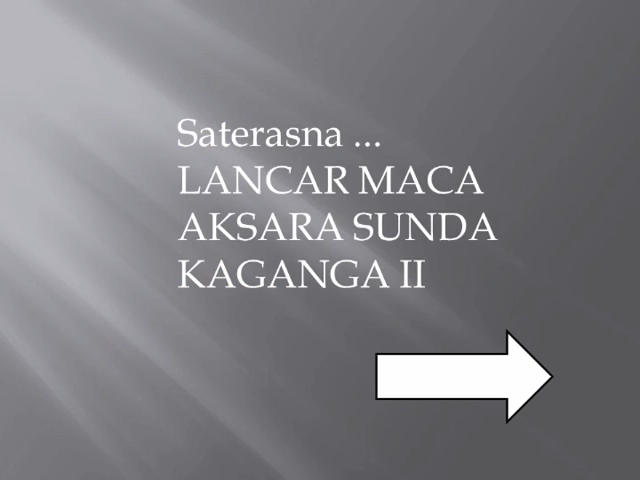 Saterasna ...
LANCAR MACA
AKSARA SUNDA
KAGANGA II